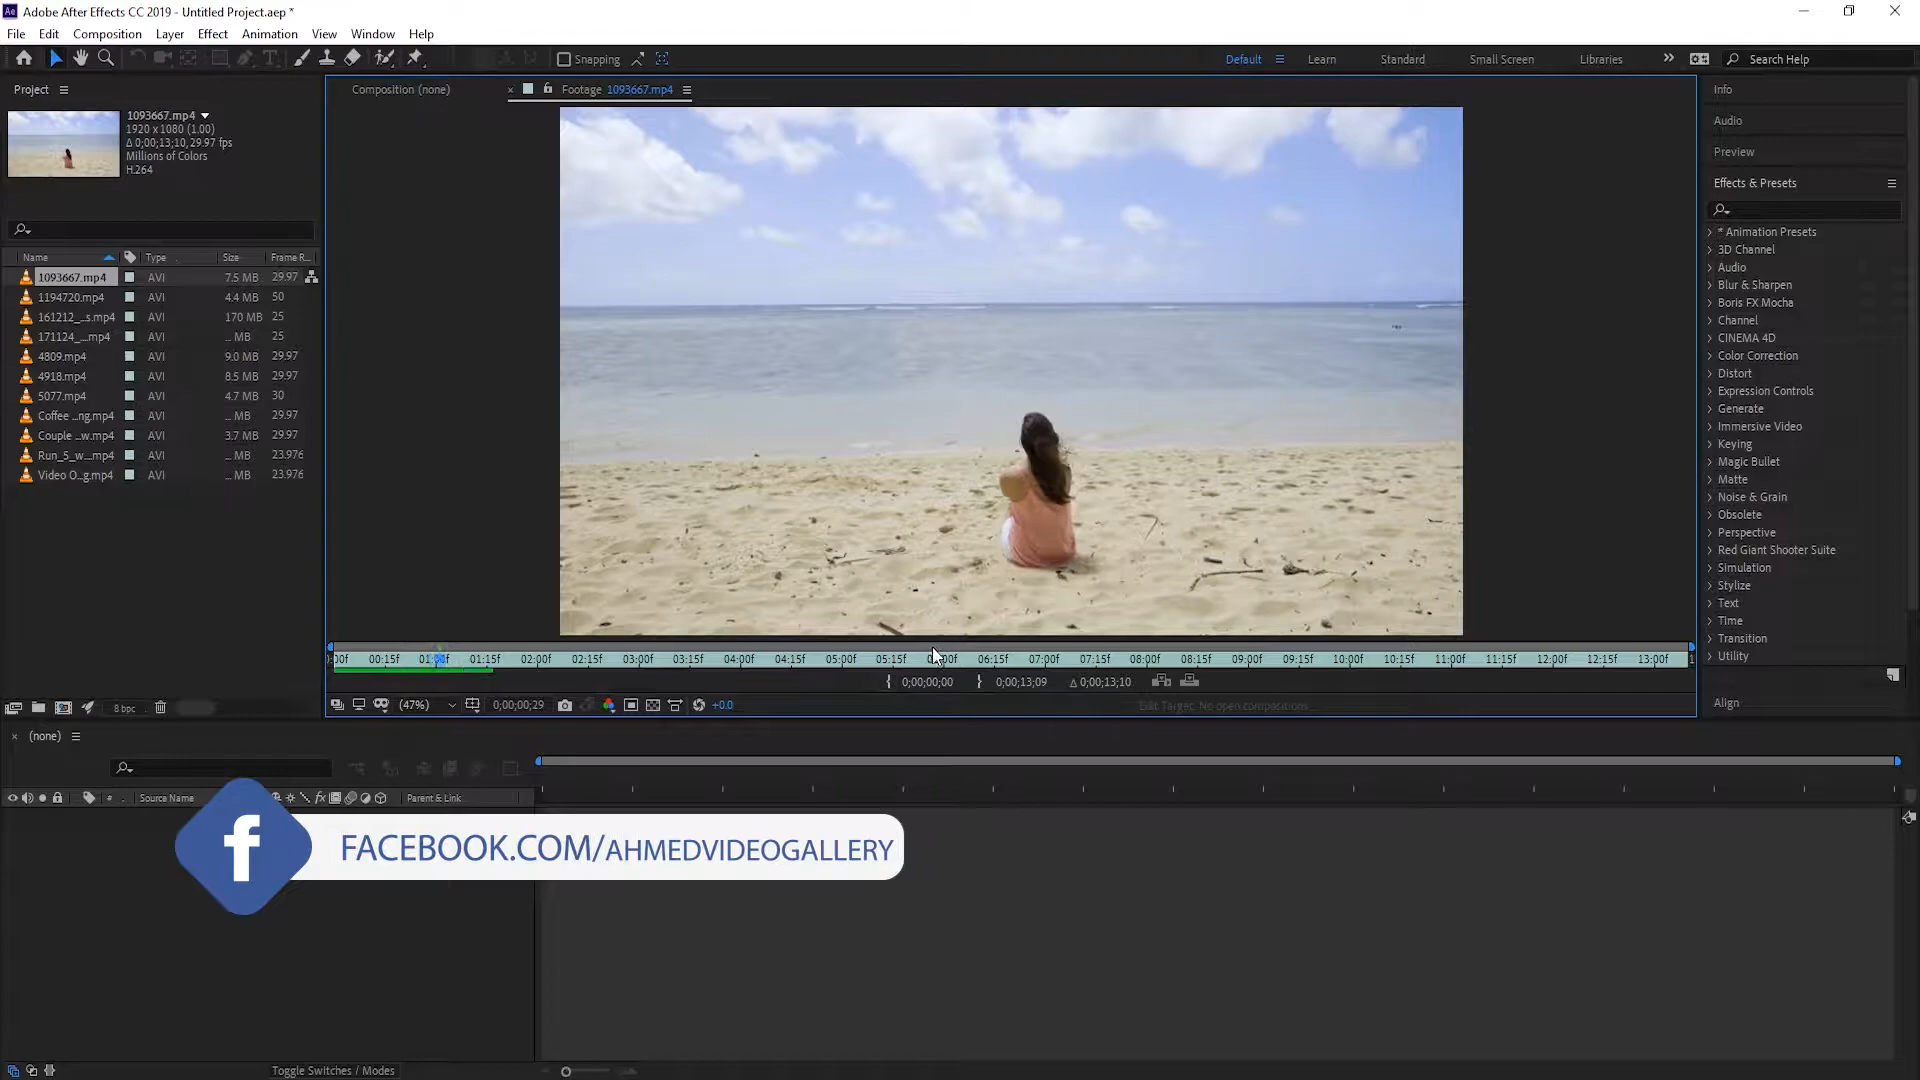 Adobe After Effects CC 2019 - Untitled Project.aep *
File Edit Composition Layer Effect Animation View Window Help
Snapping Default Learn Standard Small Screen Libraries Search Help
Project
1093667.mp4
1920 x 1080 (1.00)
Δ 0;00;13;10, 29.97 fps
Millions of Colors
H.264
Name Type Size Frame R...
1093667.mp4 AVI 7.5 MB 29.97
1194720.mp4 AVI 4.4 MB 50
161212_...s.mp4 AVI 170 MB 25
171124_...mp4 AVI ... MB 25
4809.mp4 AVI 9.0 MB 29.97
4918.mp4 AVI 8.5 MB 29.97
5077.mp4 AVI 4.7 MB 30
Coffee ...ng.mp4 AVI ... MB 29.97
Couple ...w.mp4 AVI 3.7 MB 29.97
Run_5_w...mp4 AVI ... MB 23.976
Video O...g.mp4 AVI ... MB 23.976
8 bpc
Composition (none) Footage 1093667.mp4
00:15f 01:15f 02:00f 02:15f 03:00f 03:15f 04:00f 04:15f 05:00f 05:15f 06:15f 07:00f 07:15f 08:00f 08:15f 09:00f 09:15f 10:00f 10:15f 11:00f 11:15f 12:00f 12:15f 13:00f
0;00;00;00 0;00;13;09 Δ 0;00;13;10
(47%) 0;00;00;29 +0.0 Edit Target: No open compositions
Info
Audio
Preview
Effects & Presets
* Animation Presets
3D Channel
Audio
Blur & Sharpen
Boris FX Mocha
Channel
CINEMA 4D
Color Correction
Distort
Expression Controls
Generate
Immersive Video
Keying
Magic Bullet
Matte
Noise & Grain
Obsolete
Perspective
Red Giant Shooter Suite
Simulation
Stylize
Text
Time
Transition
Utility
Align
(none)
# Source Name fx Parent & Link
f FACEBOOK.COM/AHMEDVIDEOGALLERY
Toggle Switches / Modes